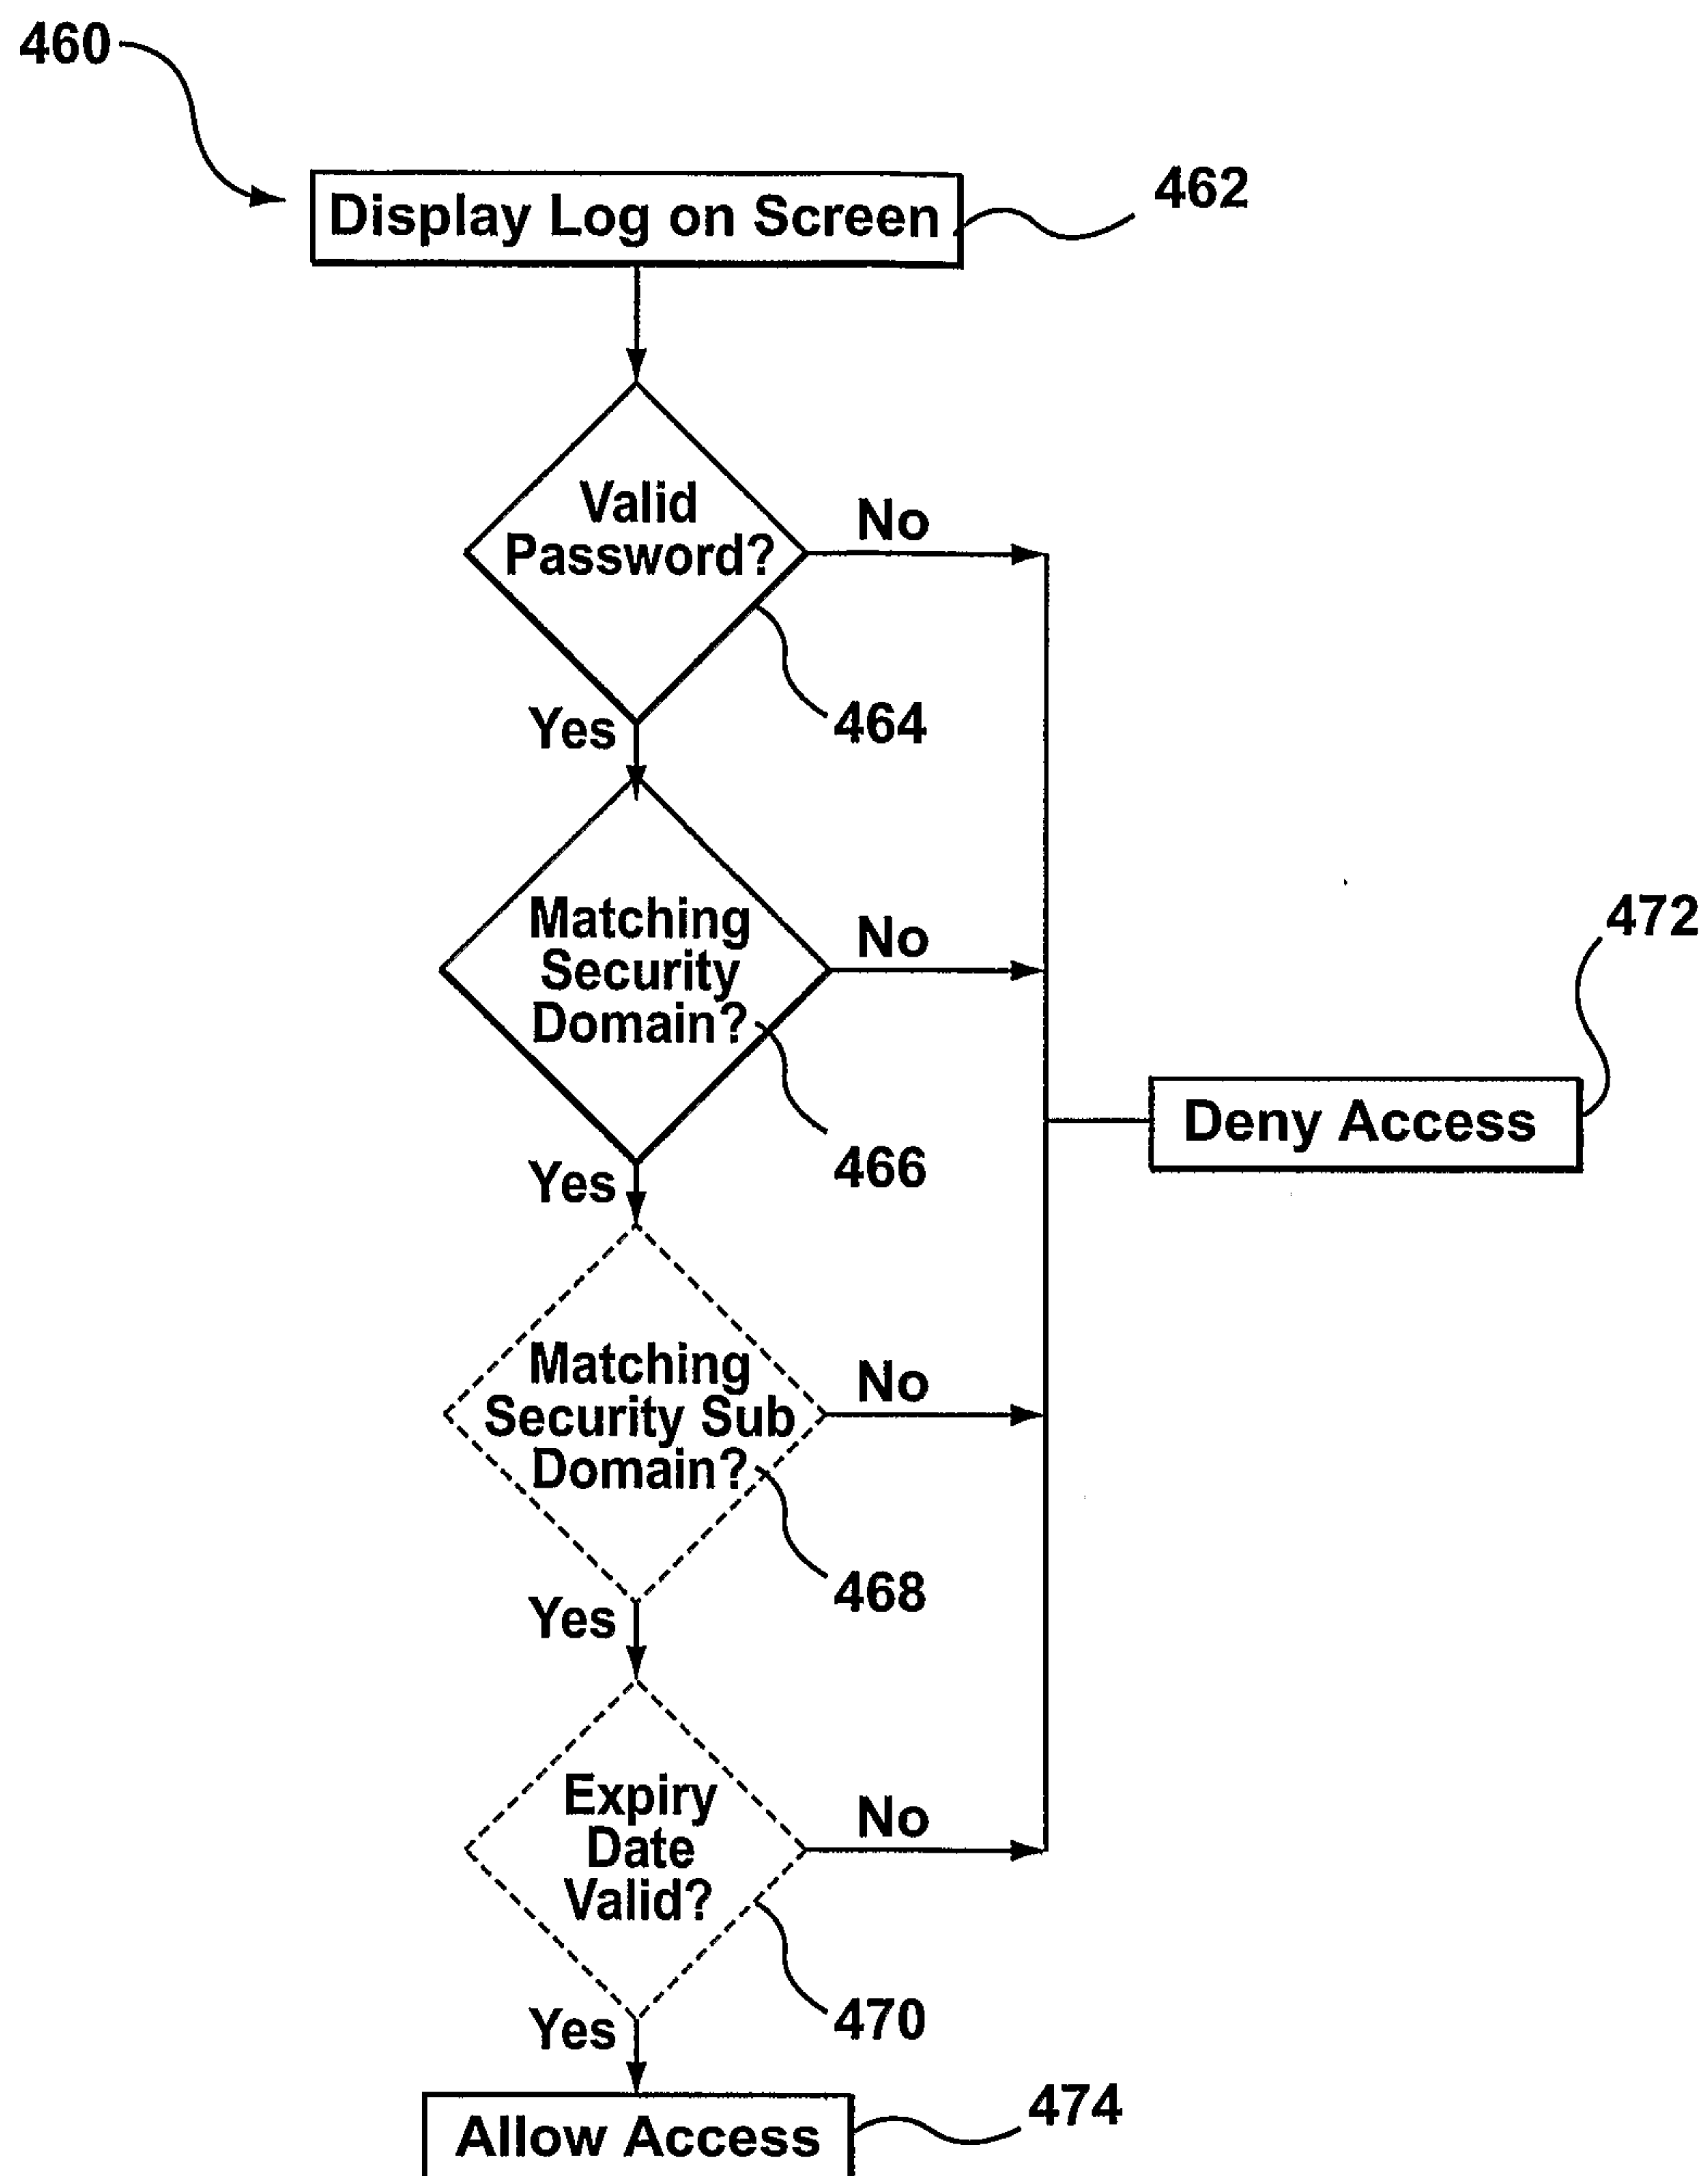 460
Display Log on Screen
462
Valid
Password?
No
464
Yes
Matching
Security
Domain?
No
472
Deny Access
466
Yes
Matching
Security Sub
Domain?
No
468
Yes
Expiry
Date
Valid?
No
470
Yes
Allow Access
474